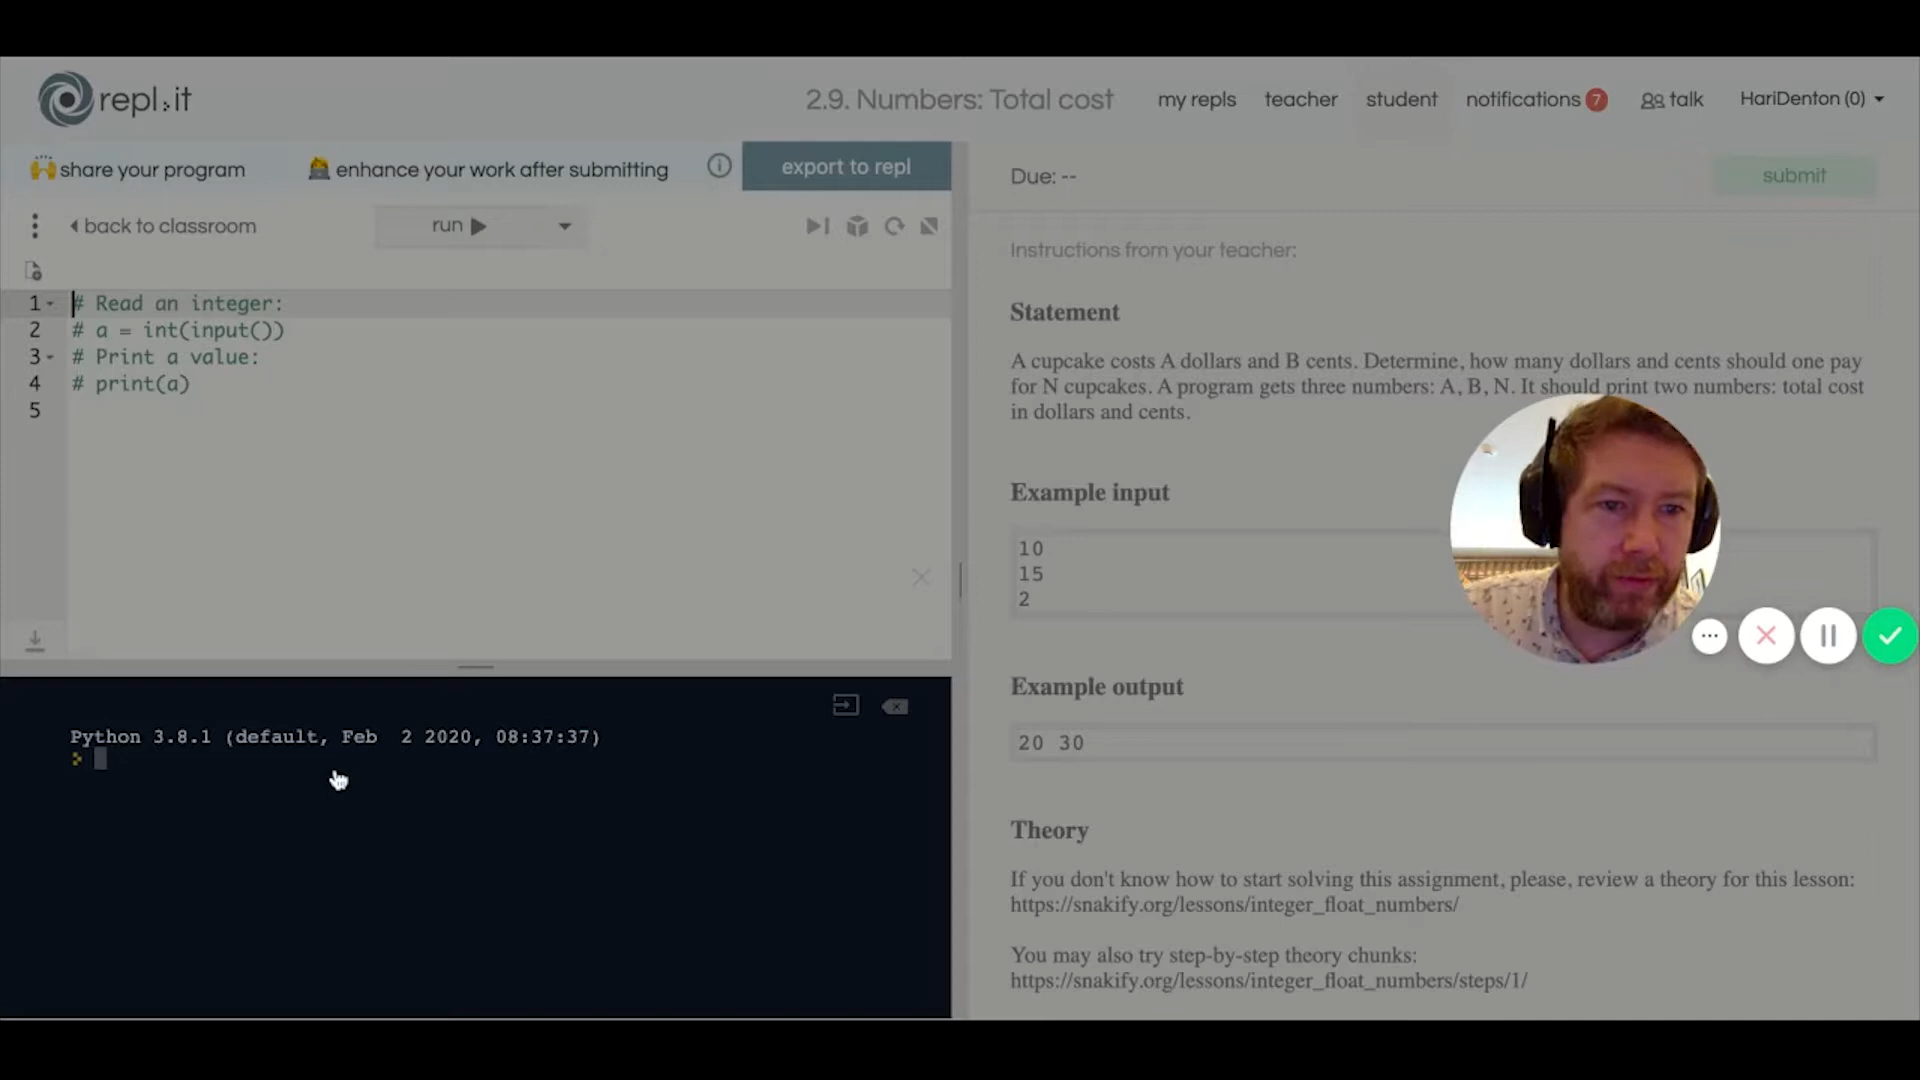 repl.it
2.9. Numbers: Total cost
my repls
teacher
student
notifications 7
talk
HariDenton (0)
🙌 share your program
enhance your work after submitting
export to repl
Due: --
submit
back to classroom
run
Instructions from your teacher:
1 # Read an integer:
2 # a = int(input())
3 # Print a value:
4 # print(a)
5
Statement
A cupcake costs A dollars and B cents. Determine, how many dollars and cents should one pay
for N cupcakes. A program gets three numbers: A, B, N. It should print two numbers: total cost
in dollars and cents.
Example input
10
15
2
Example output
20 30
Theory
If you don't know how to start solving this assignment, please, review a theory for this lesson:
https://snakify.org/lessons/integer_float_numbers/
You may also try step-by-step theory chunks:
https://snakify.org/lessons/integer_float_numbers/steps/1/
Python 3.8.1 (default, Feb  2 2020, 08:37:37)